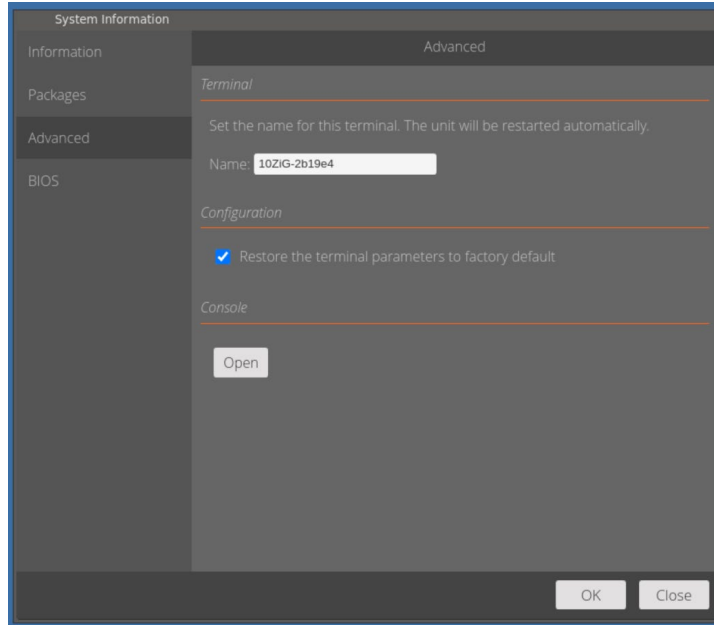 System Information
Information
Packages
Advanced
BIOS
Advanced
Terminal
Set the name for this terminal. The unit will be restarted automatically.
Name: 10ZiG-2b19e4
Configuration
Restore the terminal parameters to factory default
Console
Open
OK
Close